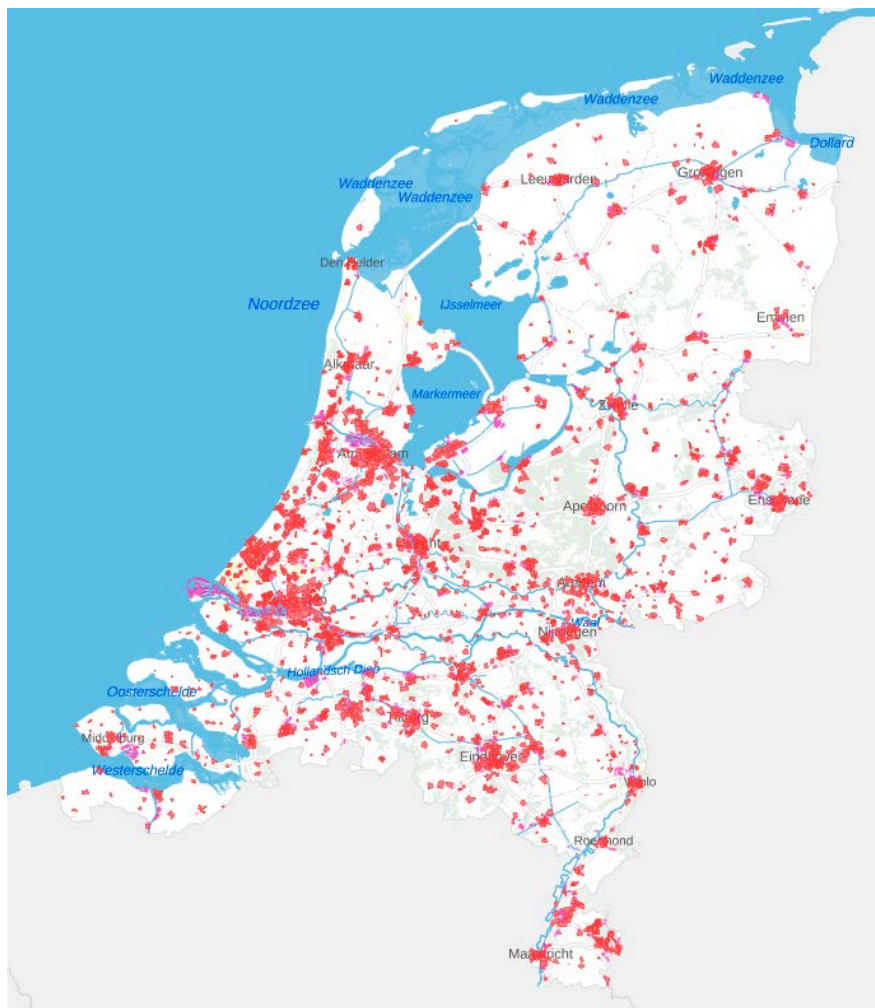 Waddenzee
Waddenzee
Dollard
Groningen
Leeuwarden
Waddenzee
Waddenzee
Den Helder
Noordzee
IJsselmeer
Emmen
Alkmaar
Markermeer
Zwolle
Amsterdam
Enschede
Apeldoorn
Utrecht
Arnhem
Waal
Nijmegen
Hollandsch Diep
Oosterschelde
Tilburg
Middelburg
Eindhoven
Westerschelde
Venlo
Roermond
Maastricht